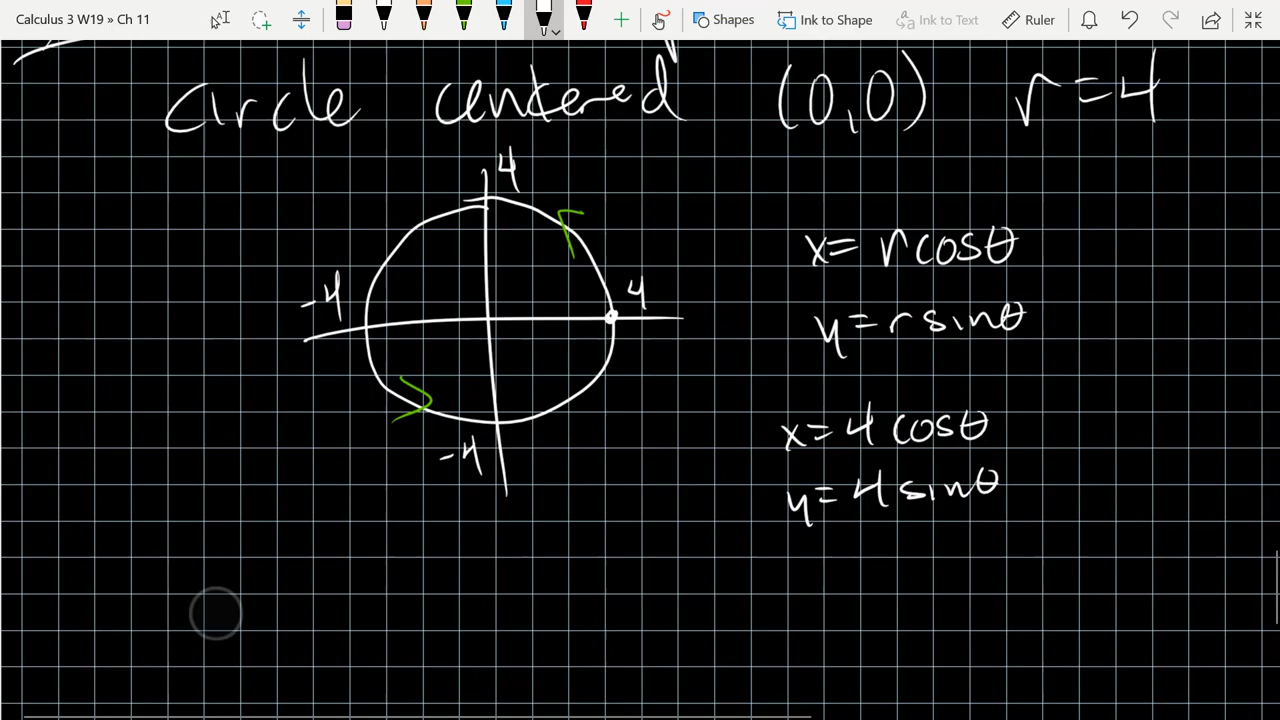 Calculus 3 W19 » Ch 11
Shapes
Ink to Shape
Ink to Text
Ruler
Circle centered (0,0) r=4
4
-4
4
-4
x= rcosθ
y= r sinθ
x= 4 cosθ
y= 4 sinθ